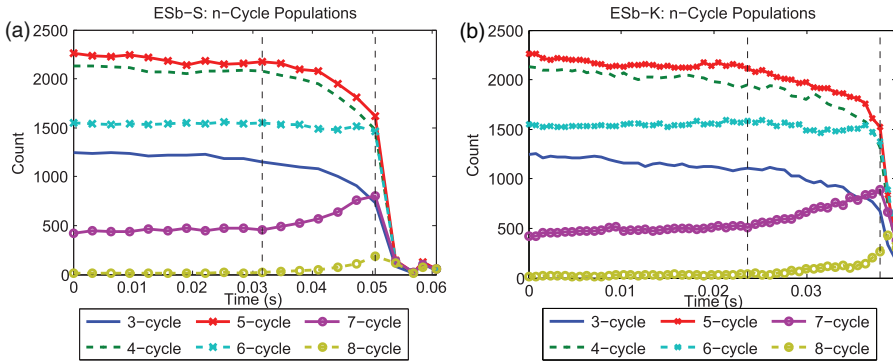 ESb-S: n-Cycle Populations
(a)
2500
2000
1500
1000
500
0
Count
0 0.01 0.02 0.03 0.04 0.05 0.06
Time (s)
3-cycle 5-cycle 7-cycle
4-cycle 6-cycle 8-cycle
ESb-K: n-Cycle Populations
(b)
2500
2000
1500
1000
500
0
Count
0 0.01 0.02 0.03
Time (s)
3-cycle 5-cycle 7-cycle
4-cycle 6-cycle 8-cycle